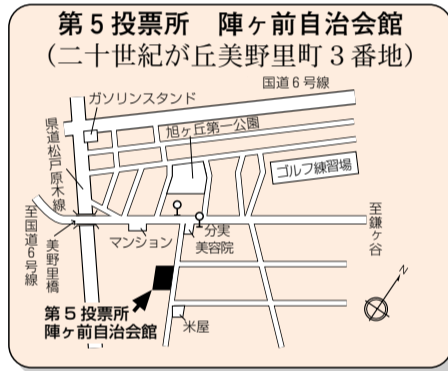 第5投票所　陣ヶ前自治会館
(二十世紀が丘美野里町3番地)
国道6号線
ガソリンスタンド
旭ヶ丘第一公園
県道松戸原木線
ゴルフ練習場
至国道6号線
美野里橋
至鎌ヶ谷
マンション
分実
美容院
第5投票所
陣ヶ前自治会館
米屋
N